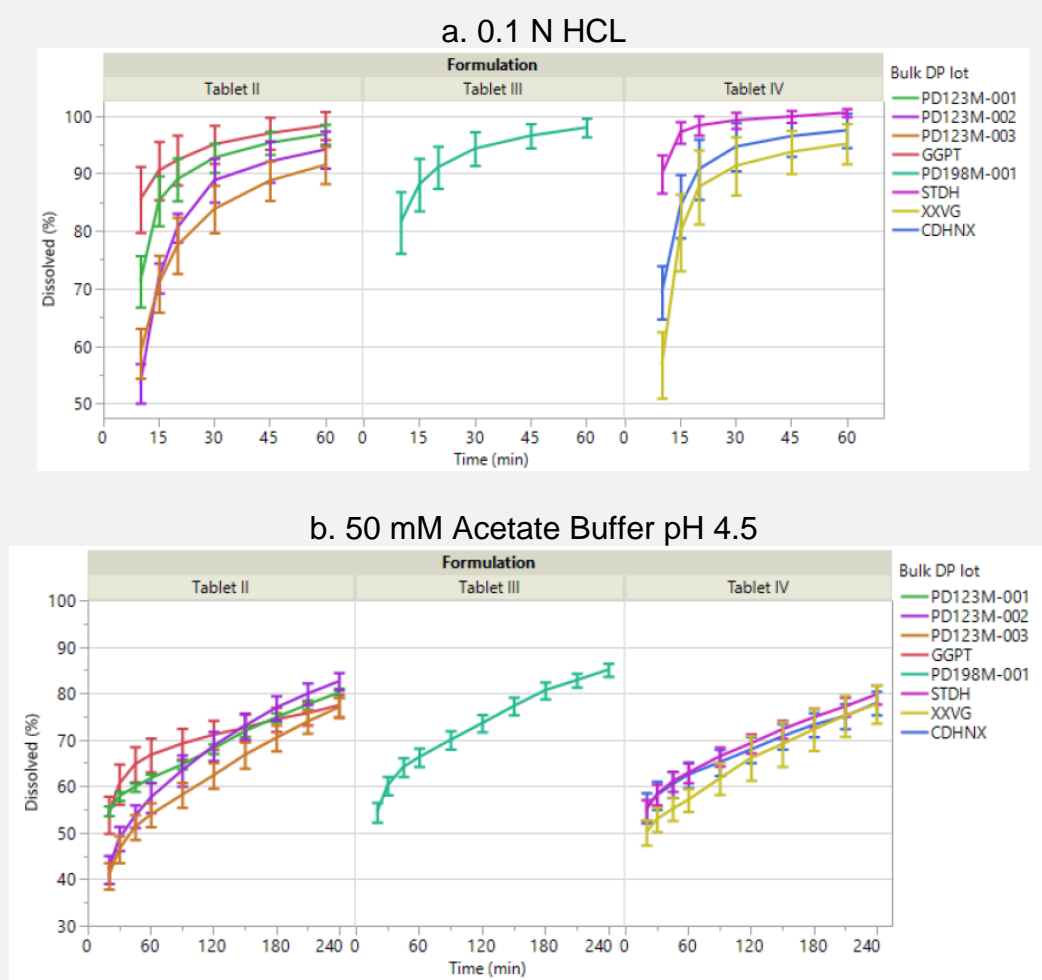 a. 0.1 N HCL
Formulation
Tablet II Tablet III Tablet IV
Bulk DP lot
PD123M-001
PD123M-002
PD123M-003
GGPT
PD198M-001
STDH
XXVG
CDHNX
100
90
80
70
60
50
Dissolved (%)
0 15 30 45 60 0 15 30 45 60 0 15 30 45 60
Time (min)
b. 50 mM Acetate Buffer pH 4.5
Formulation
Tablet II Tablet III Tablet IV
Bulk DP lot
PD123M-001
PD123M-002
PD123M-003
GGPT
PD198M-001
STDH
XXVG
CDHNX
100
90
80
70
60
50
40
30
Dissolved (%)
0 60 120 180 240 0 60 120 180 240 0 60 120 180 240
Time (min)